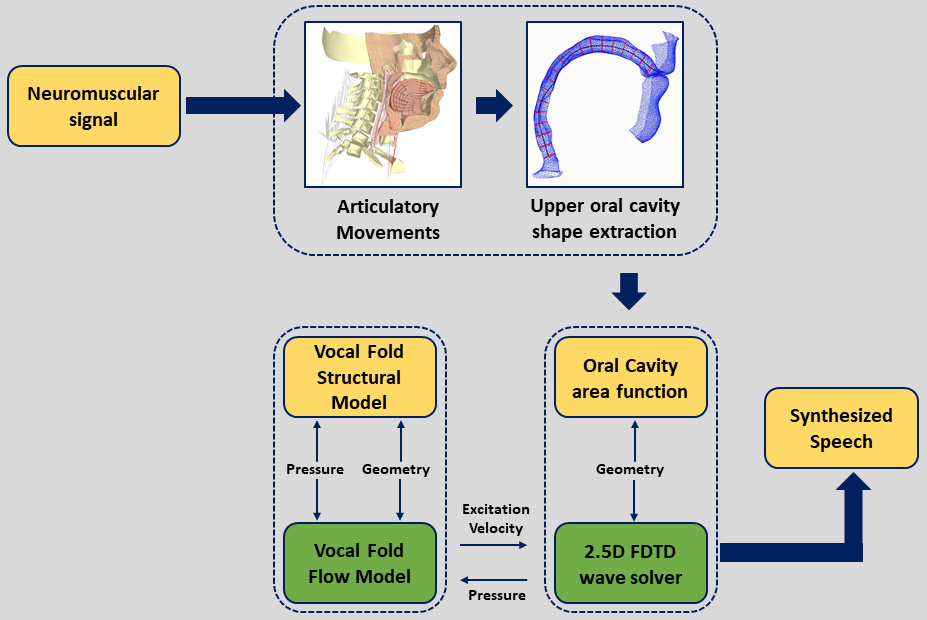 Neuromuscular
signal
Articulatory
Movements
Upper oral cavity
shape extraction
Vocal Fold
Structural
Model
Pressure
Geometry
Vocal Fold
Flow Model
Excitation
Velocity
Pressure
Oral Cavity
area function
Geometry
2.5D FDTD
wave solver
Synthesized
Speech